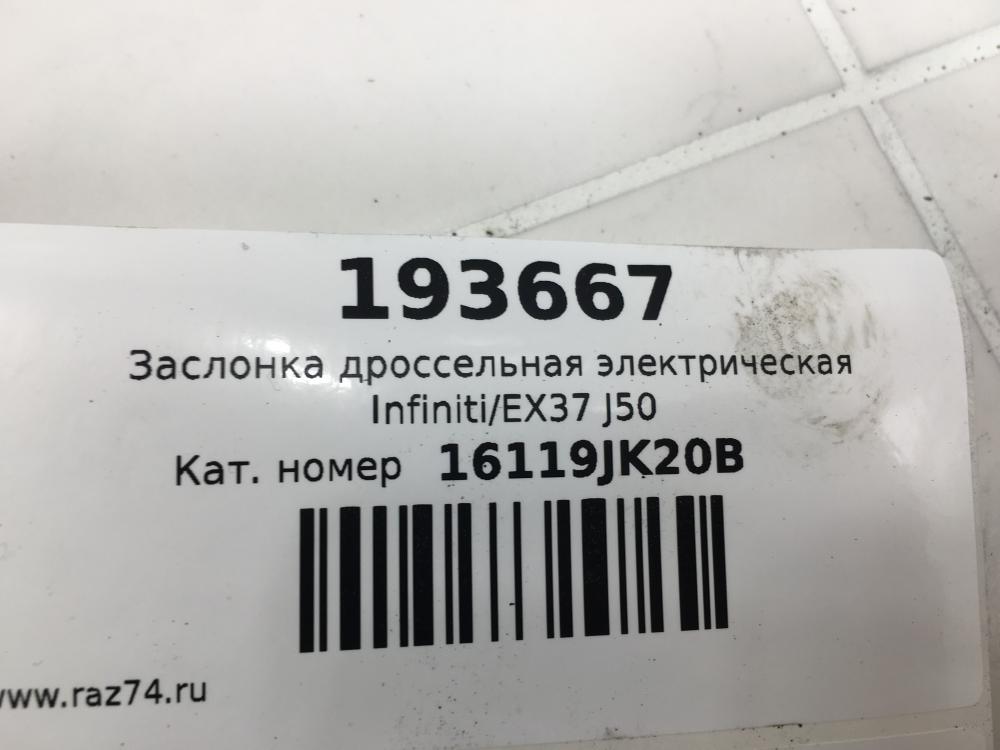 193667
Заслонка дроссельная электрическая
Infiniti/EX37 J50
Кат. номер 16119JK20B
www.raz74.ru